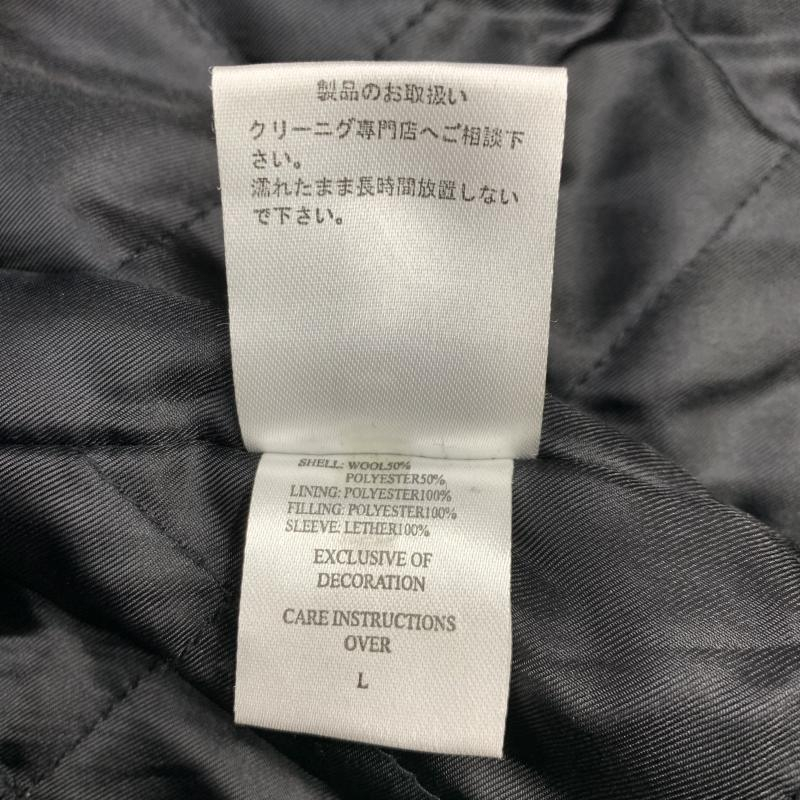 製品のお取扱い
クリーニグ専門店へご相談下
さい。
濡れたまま長時間放置しない
で下さい。
SHELL: WOOL50%
POLYESTER50%
LINING: POLYESTER100%
FILLING: POLYESTER100%
SLEEVE: LETHER100%
EXCLUSIVE OF
DECORATION
CARE INSTRUCTIONS
OVER
L